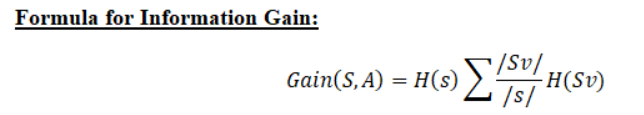 Formula for Information Gain:
Gain(S, A) = H(s) ∑ /Sv/ / /s/ H(Sv)